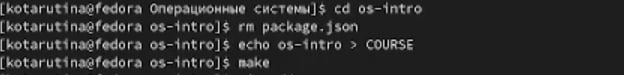 [kotarutina@fedora Операционные системы]$ cd os-intro
[kotarutina@fedora os-intro]$ rm package.json
[kotarutina@fedora os-intro]$ echo os-intro > COURSE
[kotarutina@fedora os-intro]$ make